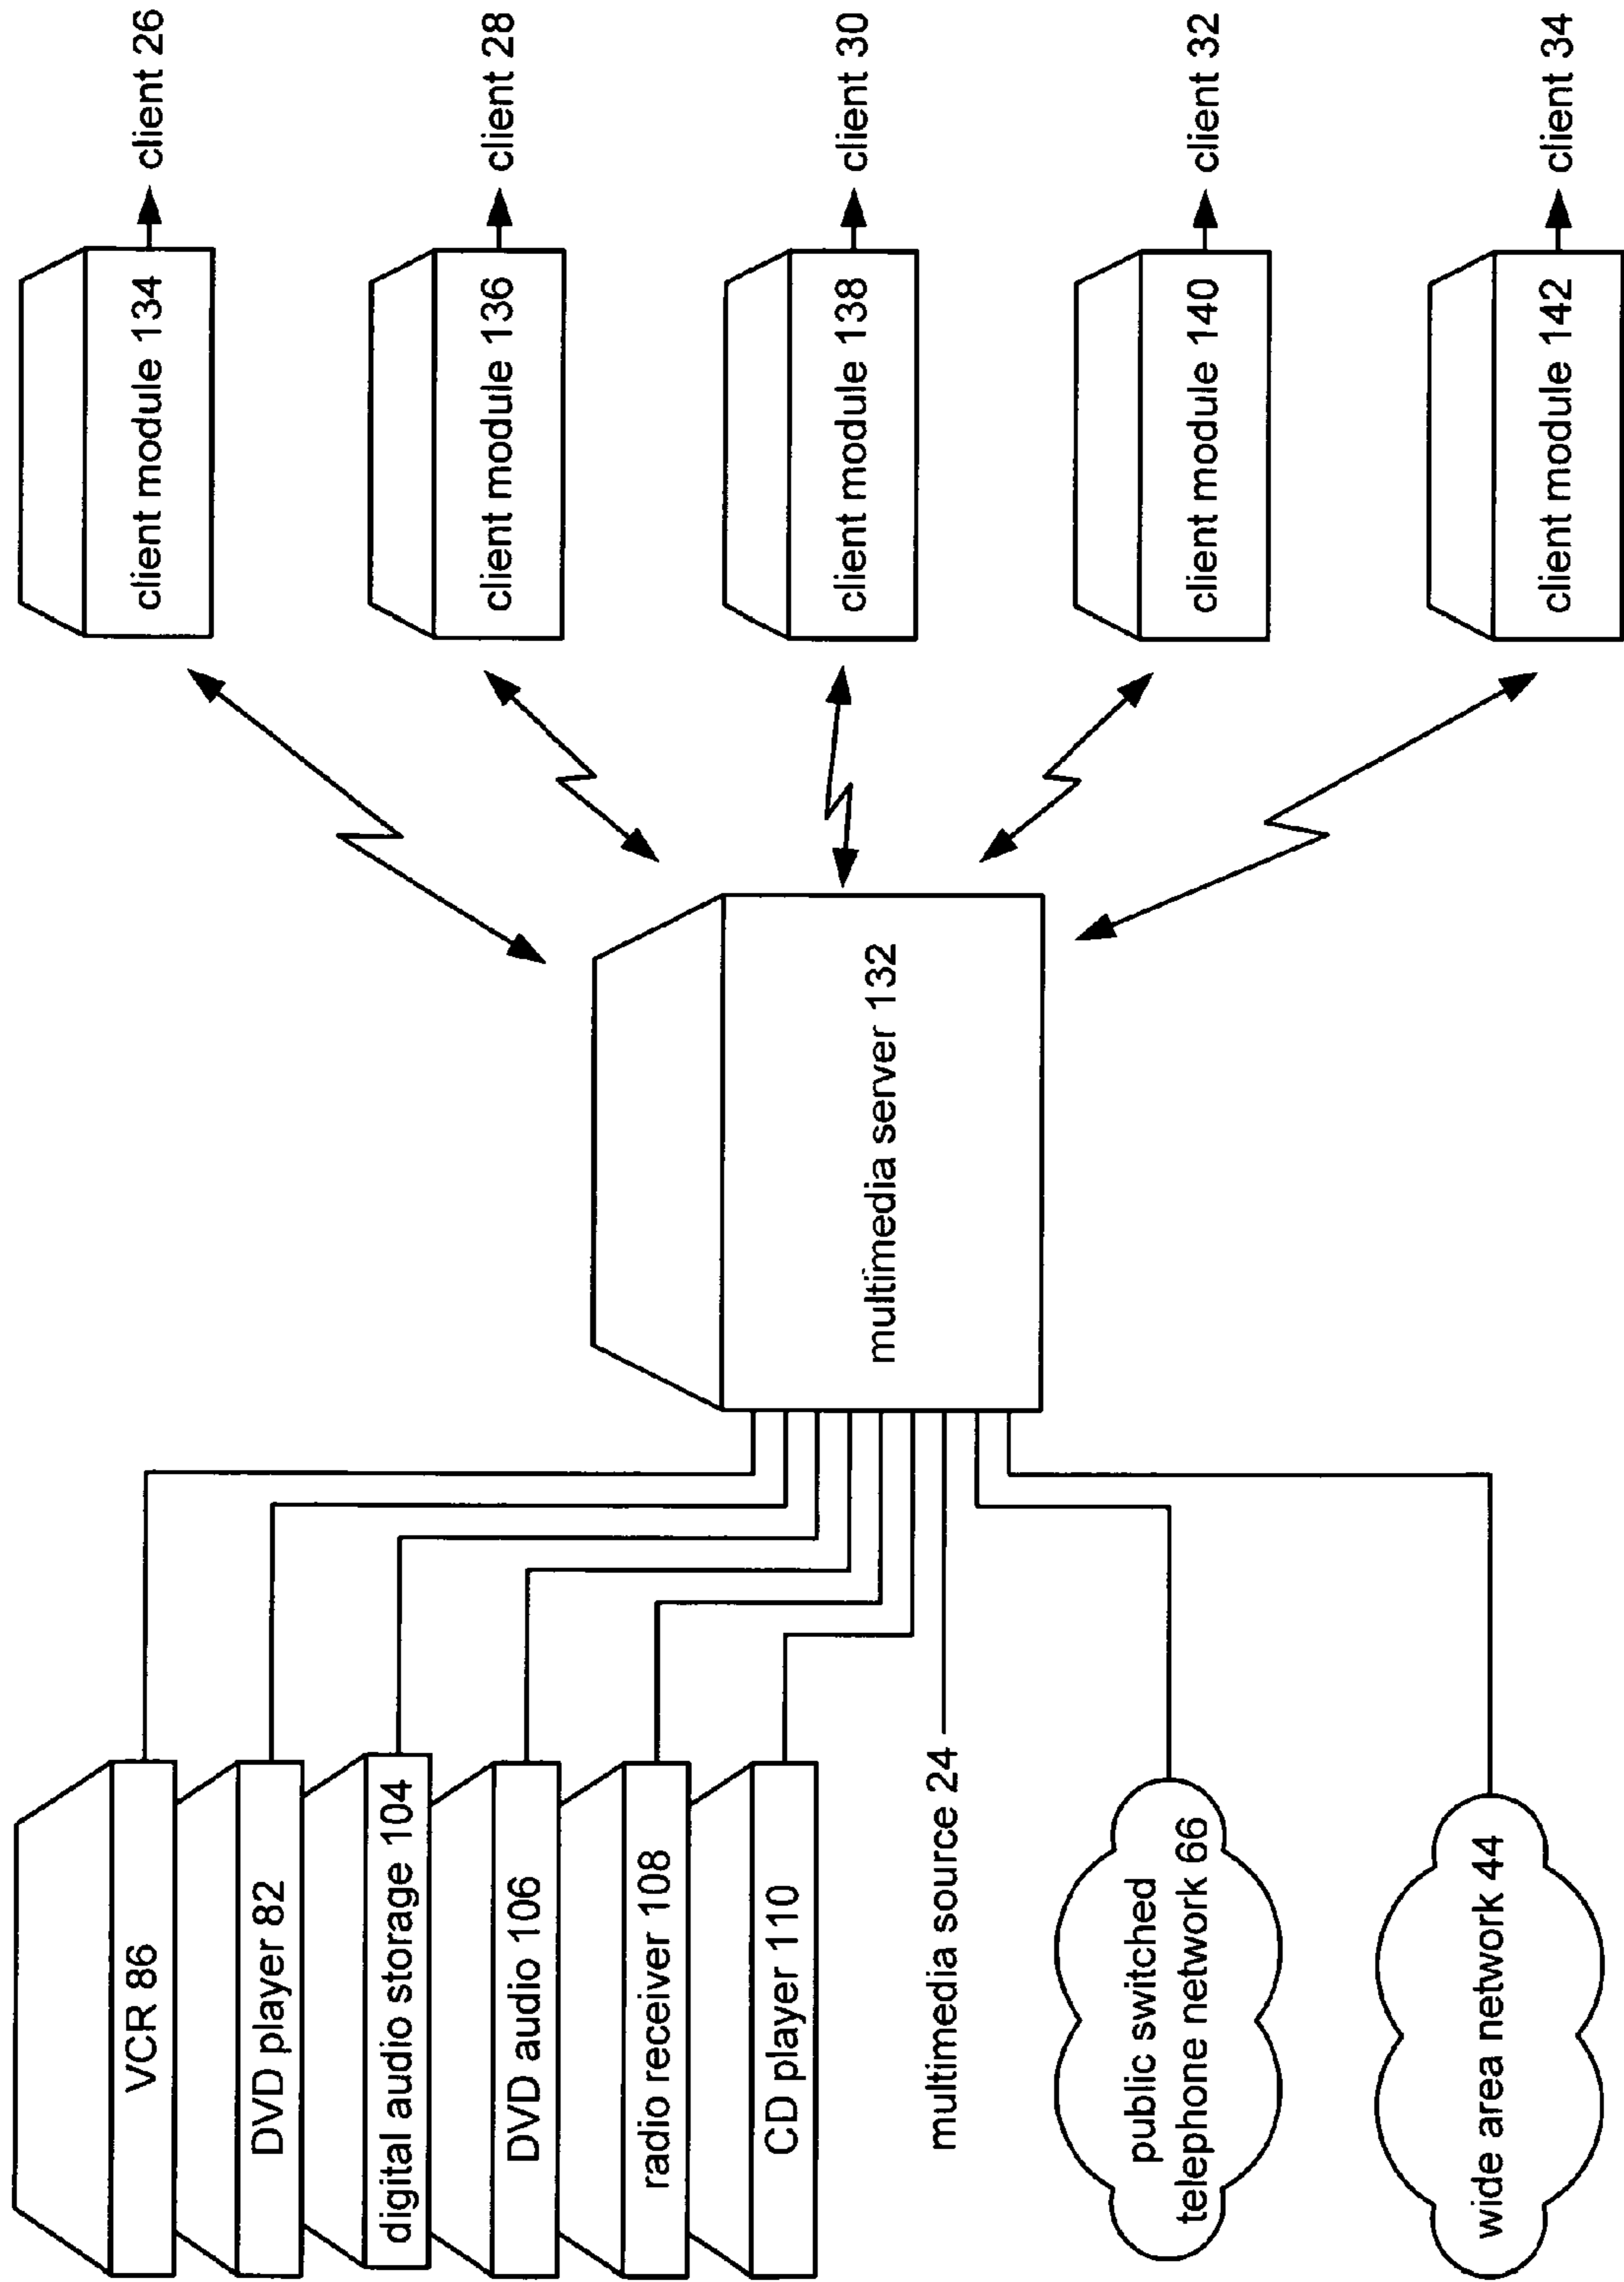 VCR 86
DVD player 82
digital audio storage 104
DVD audio 106
radio receiver 108
CD player 110
multimedia source 24
public switched
telephone network 66
wide area network 44
multimedia server 132
client module 134
client 26
client module 136
client 28
client module 138
client 30
client module 140
client 32
client module 142
client 34